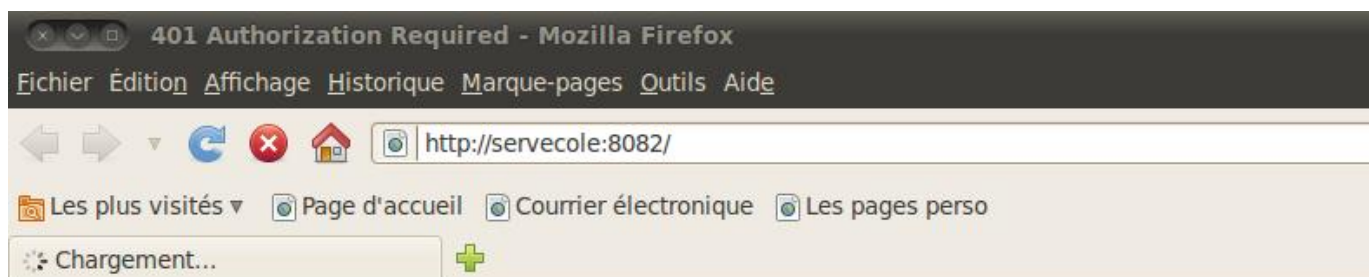 401 Authorization Required - Mozilla Firefox
Fichier Édition Affichage Historique Marque-pages Outils Aide
http://servecole:8082/
Les plus visités Page d'accueil Courrier électronique Les pages perso
Chargement...